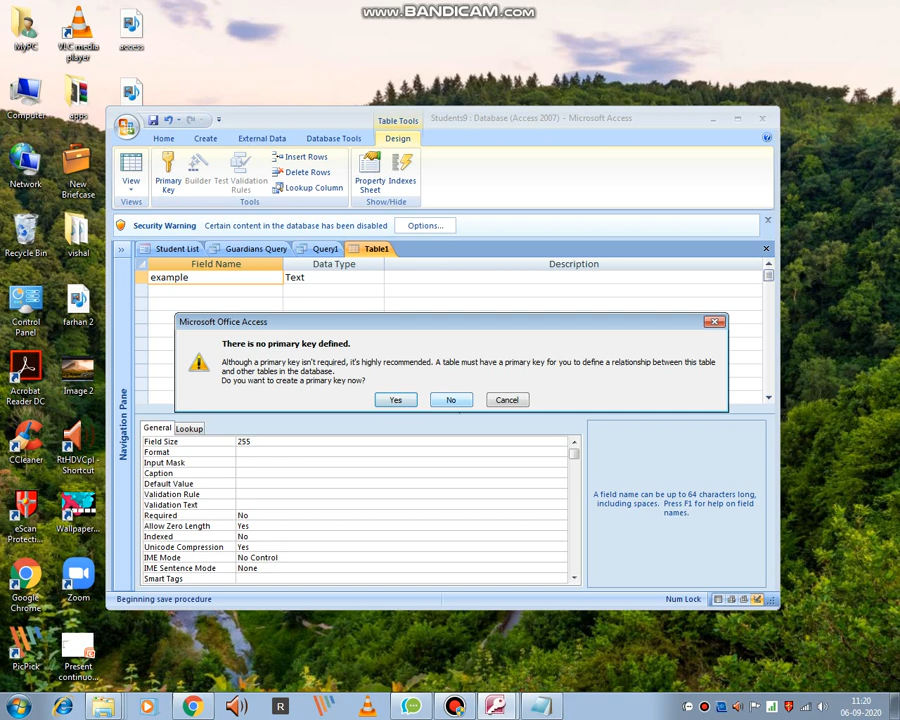 www.BANDICAM.com
MyPC
VLC media
player
access
Computer
apps
Network
New
Briefcase
Recycle Bin
vishal
Control
Panel
farhan 2
Acrobat
Reader DC
Image 2
CCleaner
RtHDVCpl -
Shortcut
eScan
Protecti...
Wallpaper...
Google
Chrome
Zoom
PicPick
Present
continuo...
Table Tools
Students9 : Database (Access 2007) - Microsoft Access
Home
Create
External Data
Database Tools
Design
View
Primary
Key
Builder
Test Validation
Rules
Insert Rows
Delete Rows
Lookup Column
Property
Sheet
Indexes
Views
Tools
Show/Hide
Security Warning
Certain content in the database has been disabled
Options...
Student List
Guardians Query
Query1
Table1
Field Name
Data Type
Description
example
Text
Microsoft Office Access
There is no primary key defined.
Although a primary key isn't required, it's highly recommended. A table must have a primary key for you to define a relationship between this table
and other tables in the database.
Do you want to create a primary key now?
Yes
No
Cancel
Navigation Pane
General
Lookup
Field Size 255
Format
Input Mask
Caption
Default Value
Validation Rule
Validation Text
Required No
Allow Zero Length Yes
Indexed No
Unicode Compression Yes
IME Mode No Control
IME Sentence Mode None
Smart Tags
A field name can be up to 64 characters long,
including spaces. Press F1 for help on field
names.
Beginning save procedure
Num Lock
R
11:20
06-09-2020